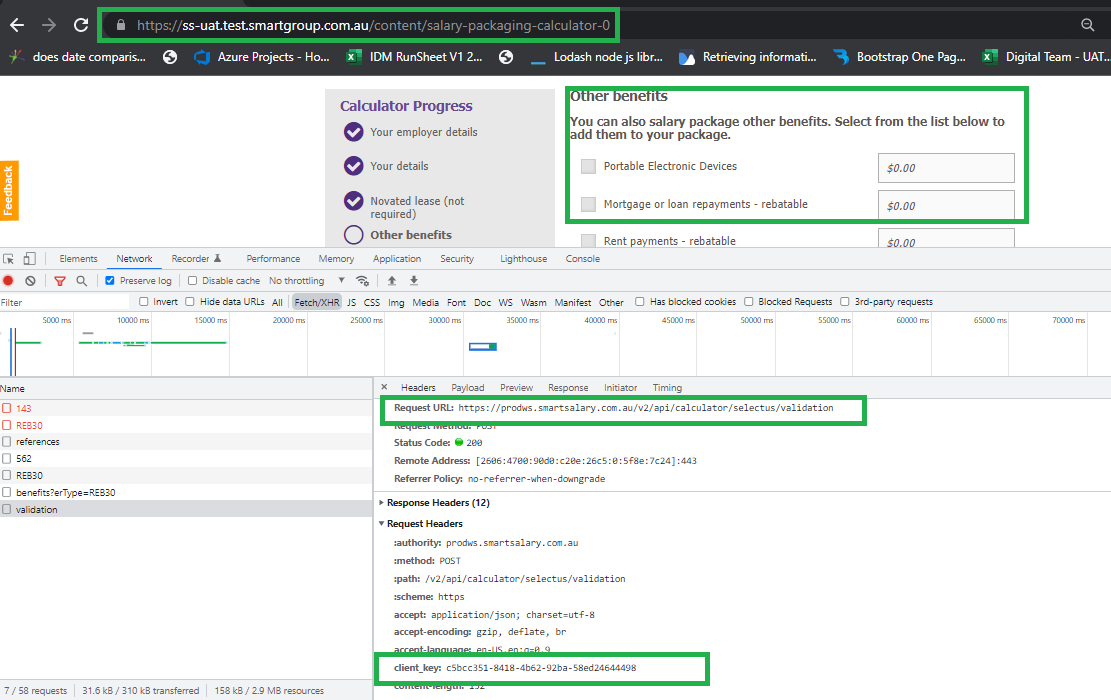 https://ss-uat.test.smartgroup.com.au/content/salary-packaging-calculator-0
does date comparis...
Azure Projects - Ho...
IDM RunSheet V1 2...
Lodash node js libr...
Retrieving informati...
Bootstrap One Pag...
Digital Team - UAT...
Feedback
Calculator Progress
Your employer details
Your details
Novated lease (not
required)
Other benefits
Other benefits
You can also salary package other benefits. Select from the list below to
add them to your package.
Portable Electronic Devices $0.00
Mortgage or loan repayments - rebatable $0.00
Rent payments - rebatable $0.00
Elements Network Recorder Performance Memory Application Security Lighthouse Console
Preserve log Disable cache No throttling
Filter Invert Hide data URLs All Fetch/XHR JS CSS Img Media Font Doc WS Wasm Manifest Other Has blocked cookies Blocked Requests 3rd-party requests
5000 ms 10000 ms 15000 ms 20000 ms 25000 ms 30000 ms 35000 ms 40000 ms 45000 ms 50000 ms 55000 ms 60000 ms 65000 ms 70000 ms
Name
143
REB30
references
562
REB30
benefits?erType=REB30
validation
7 / 58 requests 31.6 kB / 310 kB transferred 158 kB / 2.9 MB resources
× Headers Payload Preview Response Initiator Timing
Request URL: https://prodws.smartsalary.com.au/v2/api/calculator/selectus/validation
Request Method: POST
Status Code: 200
Remote Address: [2606:4700:90d0:c20e:26c5:0:5f8e:7c24]:443
Referrer Policy: no-referrer-when-downgrade
Response Headers (12)
Request Headers
:authority: prodws.smartsalary.com.au
:method: POST
:path: /v2/api/calculator/selectus/validation
:scheme: https
accept: application/json; charset=utf-8
accept-encoding: gzip, deflate, br
accept-language: en-US,en;q=0.9
client_key: c5bcc351-8418-4b62-92ba-58ed24644498
content-length: 132